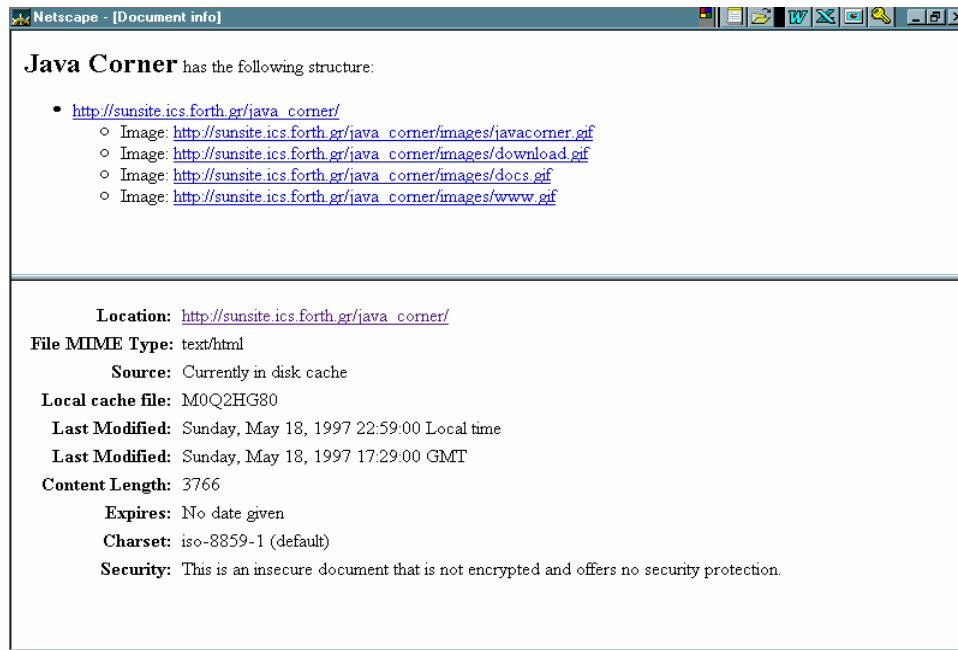 Netscape - [Document info]
Java Corner has the following structure:
http://sunsite.ics.forth.gr/java_corner/
Image: http://sunsite.ics.forth.gr/java_corner/images/javacorner.gif
Image: http://sunsite.ics.forth.gr/java_corner/images/download.gif
Image: http://sunsite.ics.forth.gr/java_corner/images/docs.gif
Image: http://sunsite.ics.forth.gr/java_corner/images/www.gif
Location: http://sunsite.ics.forth.gr/java_corner/
File MIME Type: text/html
Source: Currently in disk cache
Local cache file: M0Q2HG80
Last Modified: Sunday, May 18, 1997 22:59:00 Local time
Last Modified: Sunday, May 18, 1997 17:29:00 GMT
Content Length: 3766
Expires: No date given
Charset: iso-8859-1 (default)
Security: This is an insecure document that is not encrypted and offers no security protection.